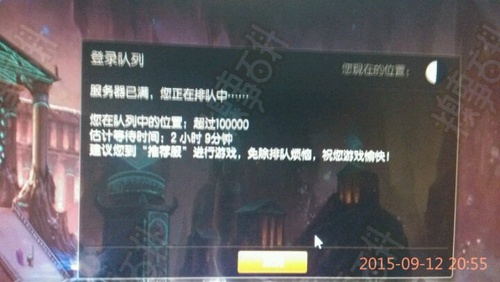 登录队列
您现在的位置：
服务器已满，您正在排队中……
您在队列中的位置：超过100000
估计等待时间：2 小时 9分钟
建议您到“推荐服”进行游戏，免除排队烦恼，祝您游戏愉快！
2015-09-12 20:55